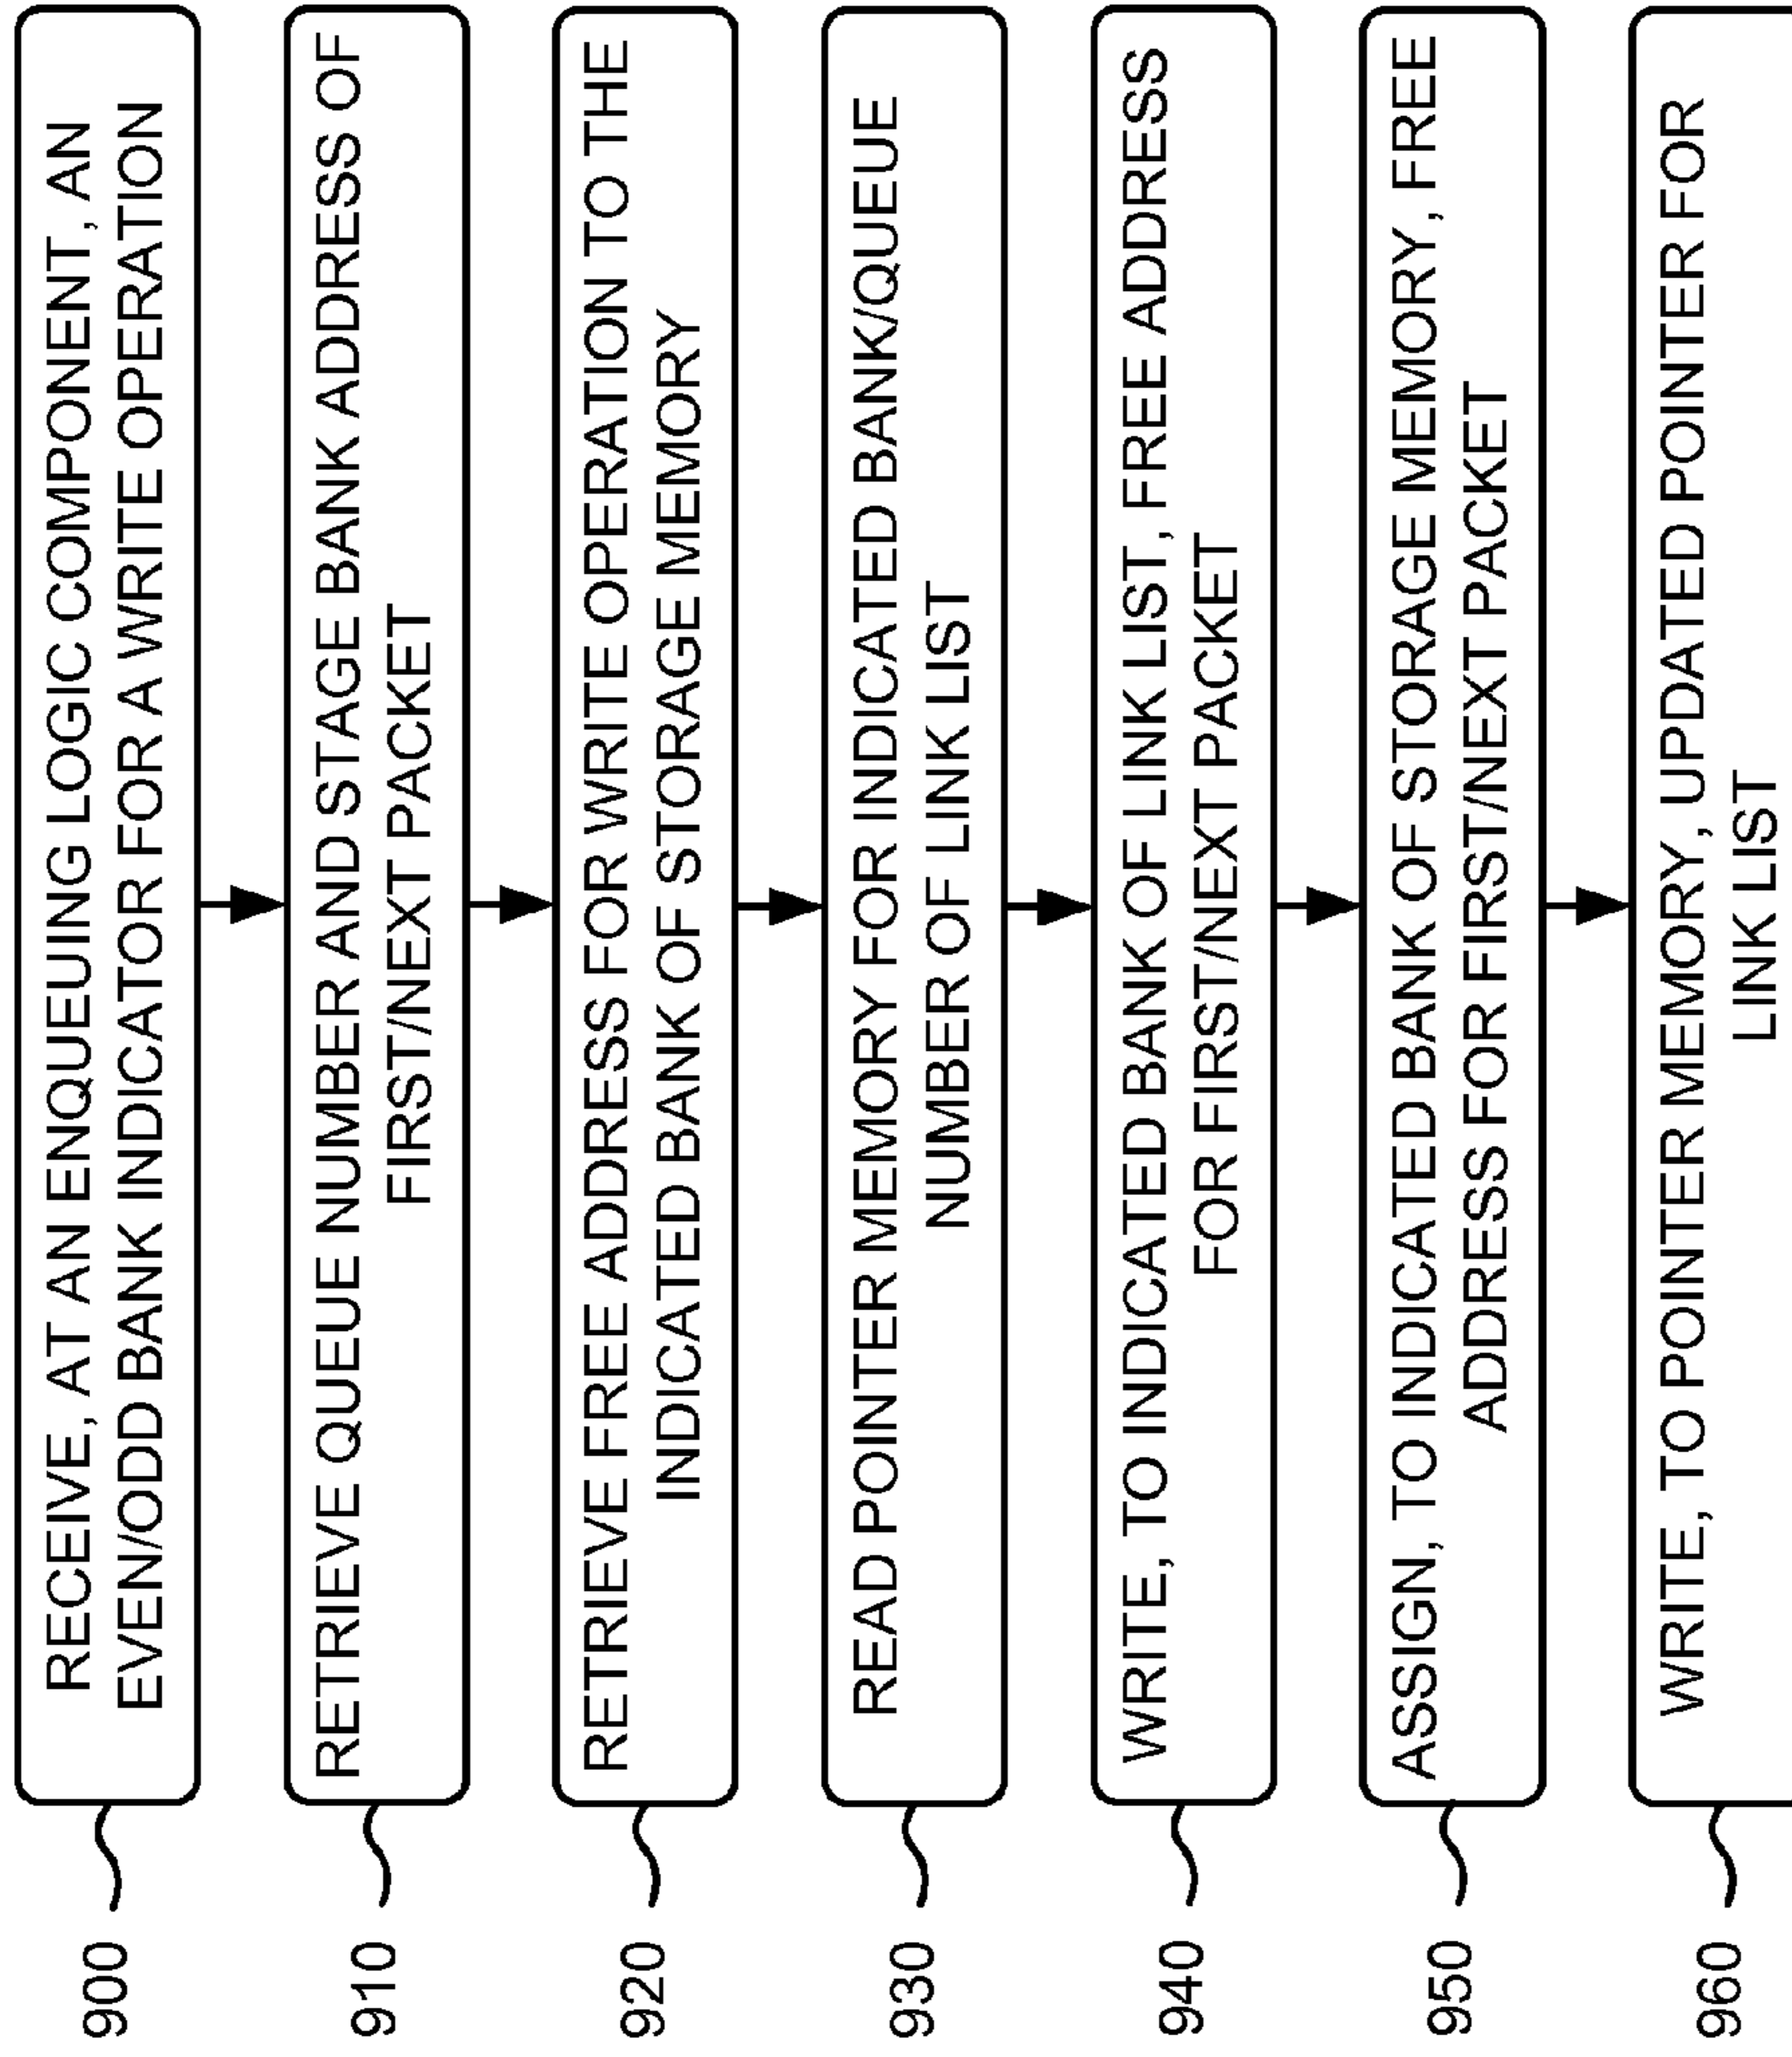 900
RECEIVE, AT AN ENQUEUING LOGIC COMPONENT, AN
EVEN/ODD BANK INDICATOR FOR A WRITE OPERATION
910
RETRIEVE QUEUE NUMBER AND STAGE BANK ADDRESS OF
FIRST/NEXT PACKET
920
RETRIEVE FREE ADDRESS FOR WRITE OPERATION TO THE
INDICATED BANK OF STORAGE MEMORY
930
READ POINTER MEMORY FOR INDICATED BANK/QUEUE
NUMBER OF LINK LIST
940
WRITE, TO INDICATED BANK OF LINK LIST, FREE ADDRESS
FOR FIRST/NEXT PACKET
950
ASSIGN, TO INDICATED BANK OF STORAGE MEMORY, FREE
ADDRESS FOR FIRST/NEXT PACKET
960
WRITE, TO POINTER MEMORY, UPDATED POINTER FOR
LINK LIST